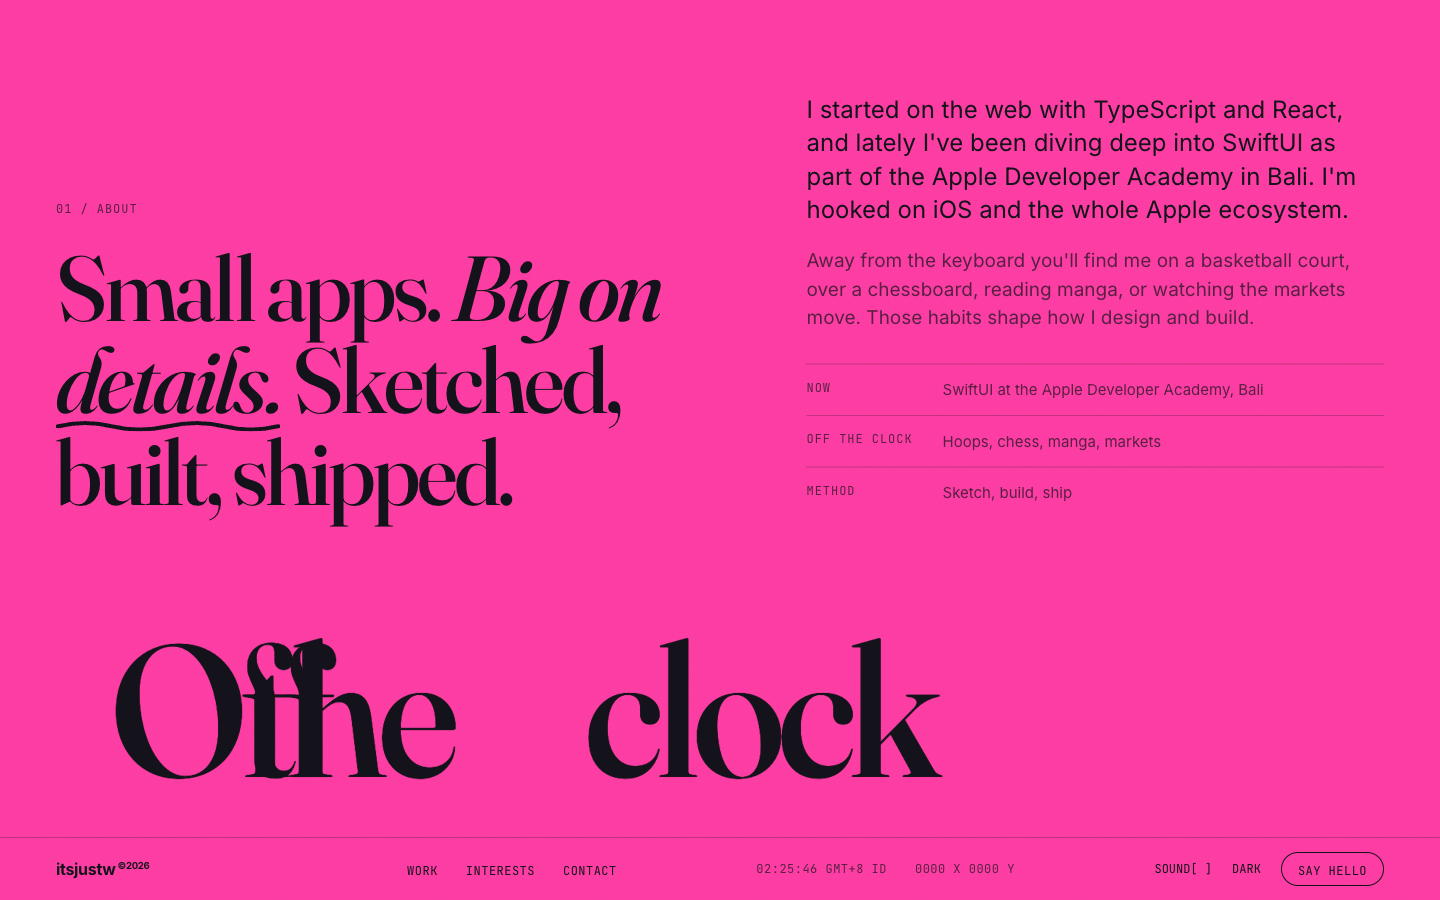 01 / ABOUT
Small apps. Big on
details. Sketched,
built, shipped.
I started on the web with TypeScript and React,
and lately I've been diving deep into SwiftUI as
part of the Apple Developer Academy in Bali. I'm
hooked on iOS and the whole Apple ecosystem.
Away from the keyboard you'll find me on a basketball court,
over a chessboard, reading manga, or watching the markets
move. Those habits shape how I design and build.
NOW SwiftUI at the Apple Developer Academy, Bali
OFF THE CLOCK Hoops, chess, manga, markets
METHOD Sketch, build, ship
Off the clock
itsjustw ©2026 WORK INTERESTS CONTACT 02:25:46 GMT+8 ID 0000 X 0000 Y SOUND[ ] DARK SAY HELLO